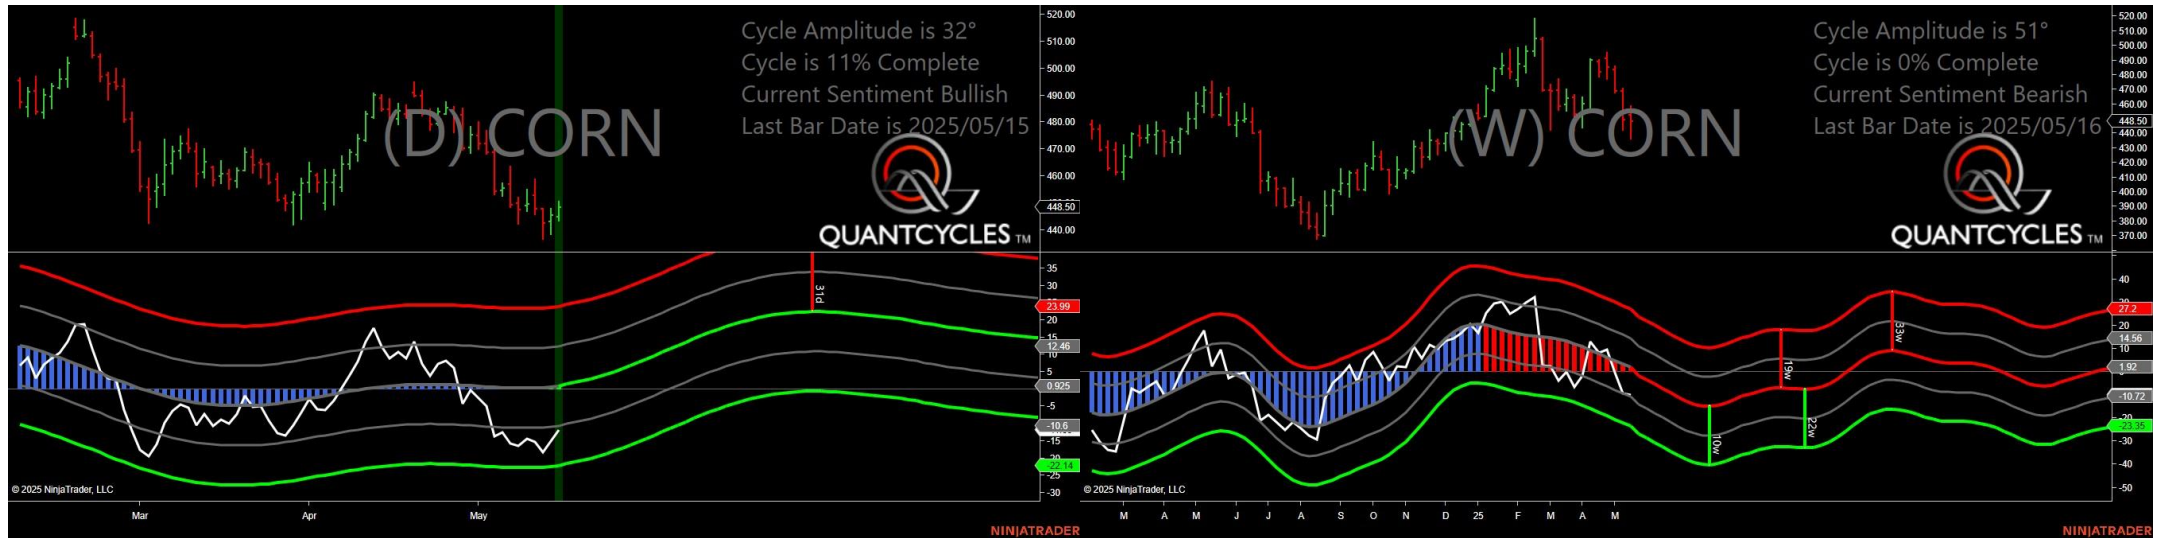 Cycle Amplitude is 32°
Cycle is 11% Complete
Current Sentiment Bullish
Last Bar Date is 2025/05/15
(D) CORN
QUANTCYCLES TM
520.00
510.00
500.00
490.00
480.00
470.00
460.00
448.50
440.00
31d
35
30
23.99
20
15
12.46
10
5
0.925
-5
-10.6
-15
-20
-22.14
-25
-30
© 2025 NinjaTrader, LLC
Mar Apr May
NINJATRADER
Cycle Amplitude is 51°
Cycle is 0% Complete
Current Sentiment Bearish
Last Bar Date is 2025/05/16
(W) CORN
QUANTCYCLES TM
520.00
510.00
500.00
490.00
480.00
470.00
460.00
448.50
440.00
430.00
420.00
410.00
400.00
390.00
380.00
370.00
33w
19w
22w
10w
40
30
27.2
20
14.56
10
1.92
-10.72
-20
-23.35
-30
-40
-50
© 2025 NinjaTrader, LLC
M A M J J A S O N D 25 F M A M
NINJATRADER